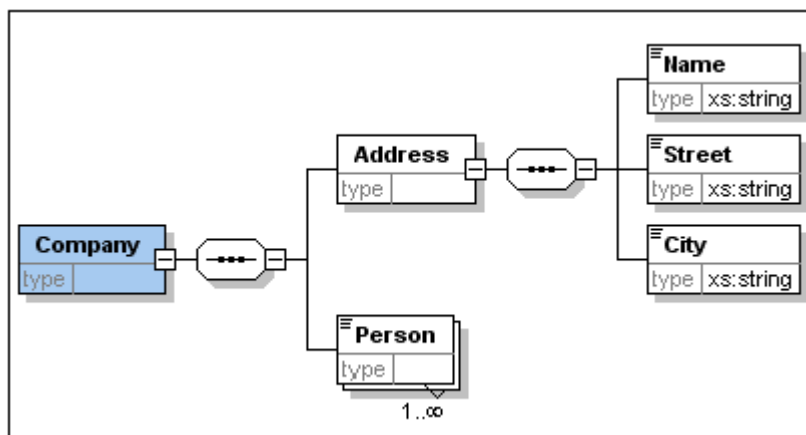 Name
type xs:string
Address
type
Street
type xs:string
Company
type
City
type xs:string
Person
type
1..∞